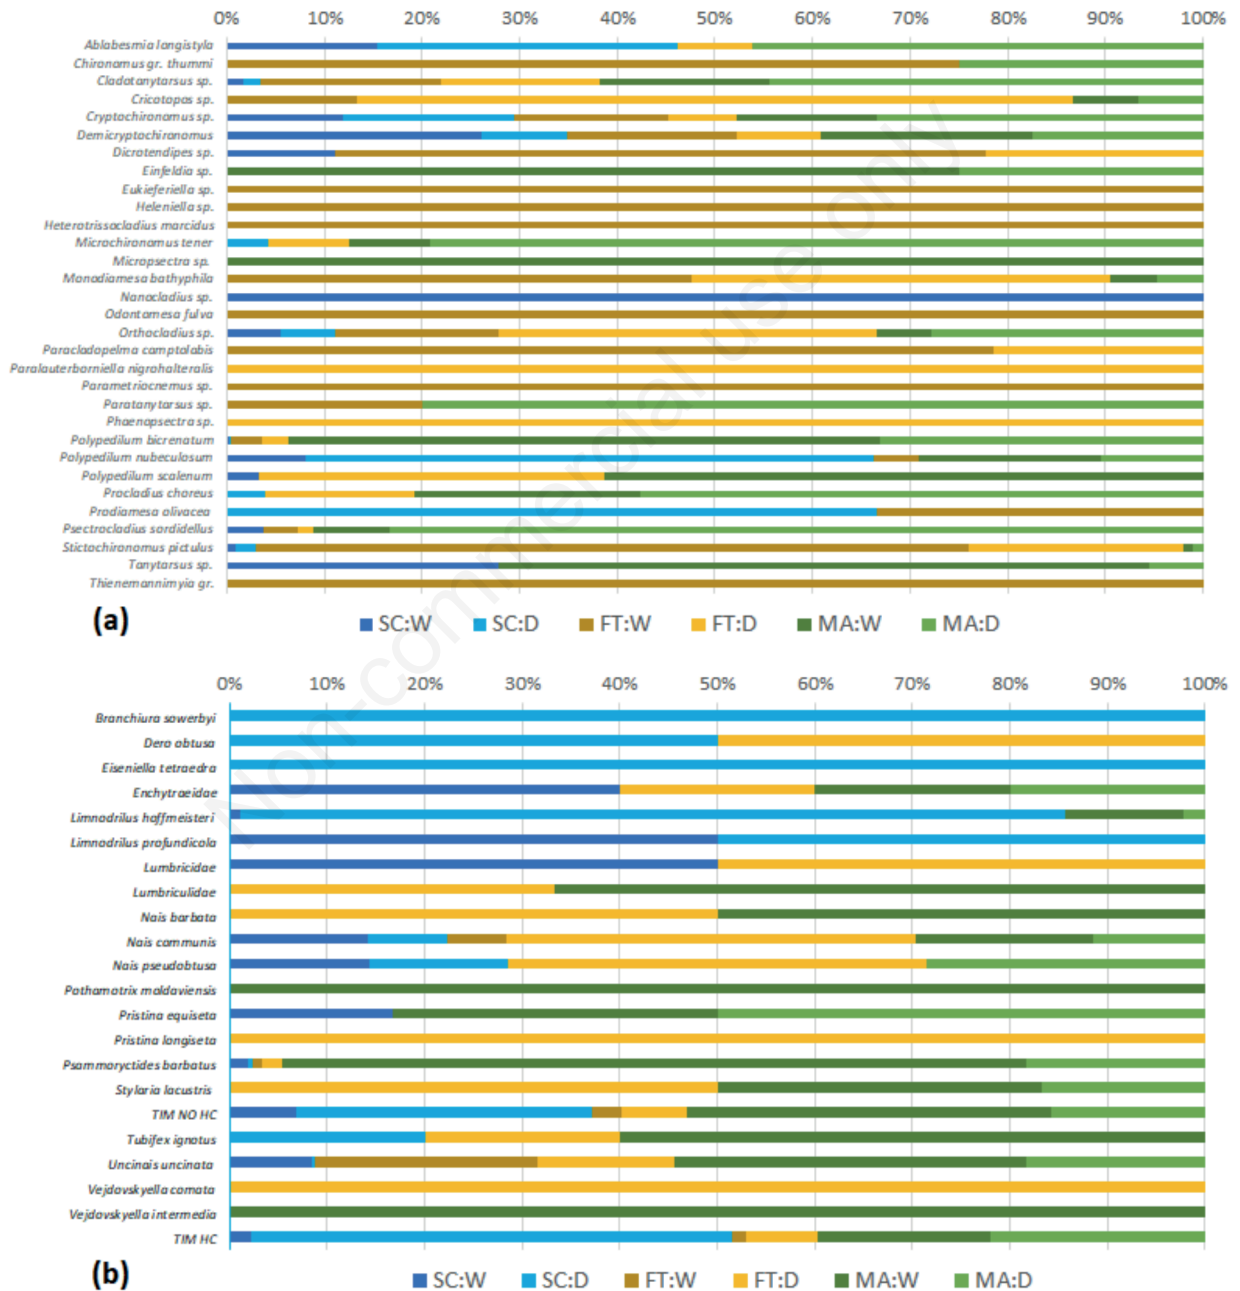 0% 10% 20% 30% 40% 50% 60% 70% 80% 90% 100%
Ablabesmia longistyla
Chironomus gr. thummi
Cladotanytarsus sp.
Cricotopos sp.
Cryptochironomus sp.
Demicryptochironomus
Dicrotendipes sp.
Einfeldia sp.
Eukieferiella sp.
Heleniella sp.
Heterotrissocladius marcidus
Microchironomus tener
Micropsectra sp.
Monodiamesa bathyphila
Nanocladius sp.
Odontamesa fulva
Orthocladius sp.
Paracladopelma camptolabis
Paralauterborniella nigrohalteralis
Parametriocnemus sp.
Paratanytarsus sp.
Phaenopsectra sp.
Polypedilum bicrenatum
Polypedilum nubeculosum
Polypedilum scalenum
Procladius choreus
Prodiamesa olivacea
Psectrocladius sordidellus
Stictochironomus pictulus
Tanytarsus sp.
Thienemannimyia gr.
(a)
SC:W SC:D FT:W FT:D MA:W MA:D
0% 10% 20% 30% 40% 50% 60% 70% 80% 90% 100%
Branchiura sowerbyi
Dero obtusa
Eiseniella tetraedra
Enchytraeidae
Limnodrilus hoffmeisteri
Limnodrilus profundicola
Lumbricidae
Lumbriculidae
Nais barbata
Nais communis
Nais pseudobtusa
Pothamotrix moldaviensis
Pristina equiseta
Pristina longiseta
Psammoryctides barbatus
Stylaria lacustris
TIM NO HC
Tubifex ignotus
Uncinais uncinata
Vejdovskyella comata
Vejdovskyella intermedia
TIM HC
(b)
SC:W SC:D FT:W FT:D MA:W MA:D
Non-commercial use only